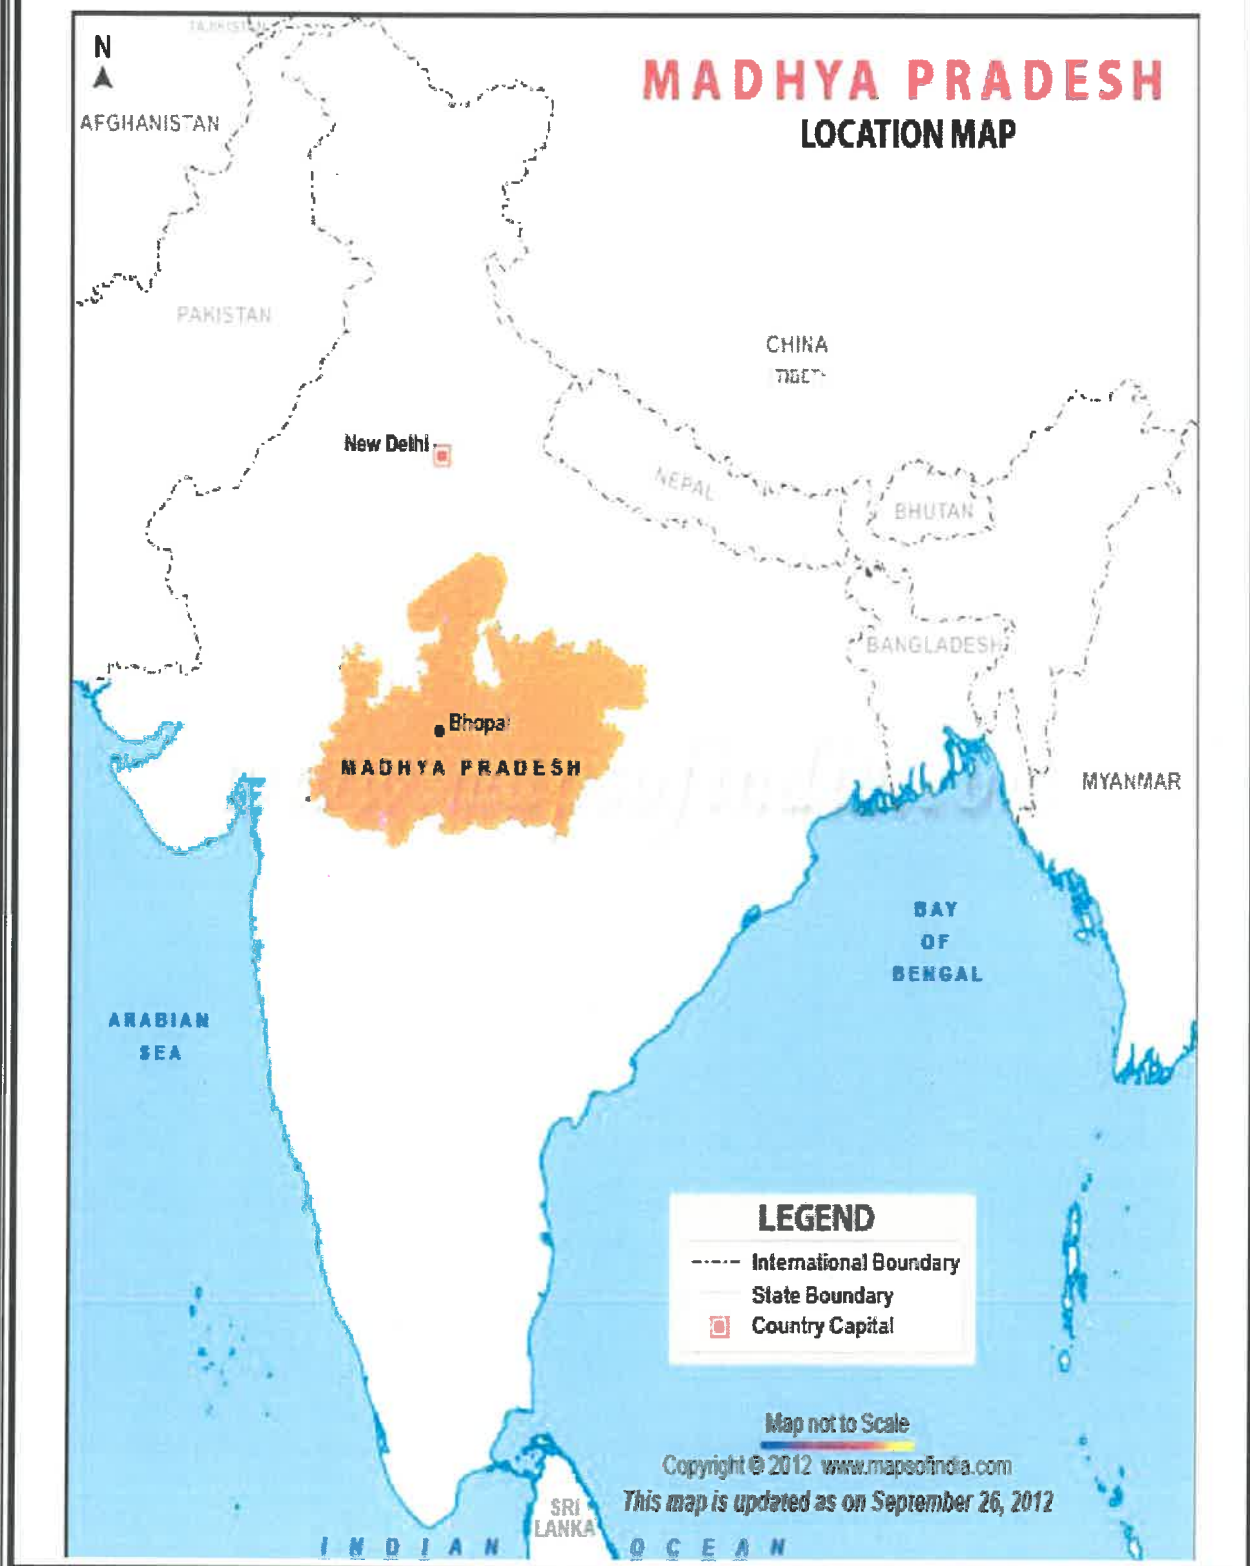 TAJIKISTAN
N
MADHYA PRADESH
LOCATION MAP
AFGHANISTAN
PAKISTAN
CHINA
TIBET
New Delhi
NEPAL
BHUTAN
BANGLADESH
Bhopal
MADHYA PRADESH
MYANMAR
BAY
OF
BENGAL
ARABIAN
SEA
LEGEND
International Boundary
State Boundary
Country Capital
Map not to Scale
Copyright © 2012 www.mapsofindia.com
This map is updated as on September 26, 2012
SRI
LANKA
INDIAN OCEAN